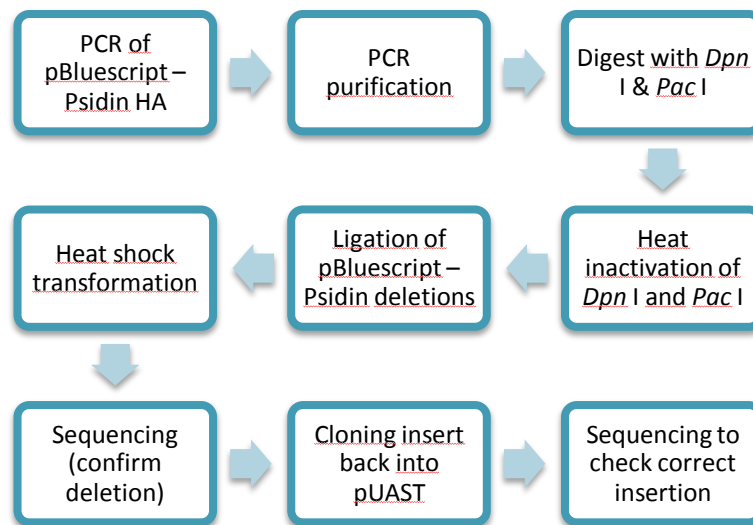 PCR of
pBluescript –
Psidin HA
PCR
purification
Digest with Dpn
I & Pac I
Heat shock
transformation
Ligation of
pBluescript –
Psidin deletions
Heat
inactivation of
Dpn I and Pac I
Sequencing
(confirm
deletion)
Cloning insert
back into
pUAST
Sequencing to
check correct
insertion